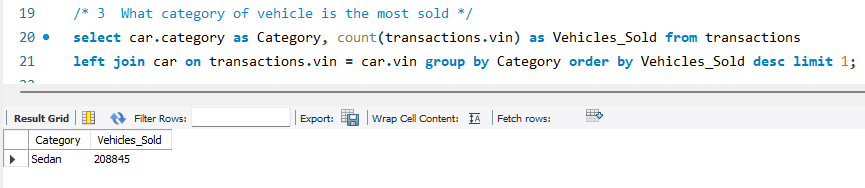 19 /* 3 What category of vehicle is the most sold */
20 select car.category as Category, count(transactions.vin) as Vehicles_Sold from transactions
21 left join car on transactions.vin = car.vin group by Category order by Vehicles_Sold desc limit 1;
Result Grid Filter Rows: Export: Wrap Cell Content: IA Fetch rows:
Category Vehicles_Sold
Sedan 208845